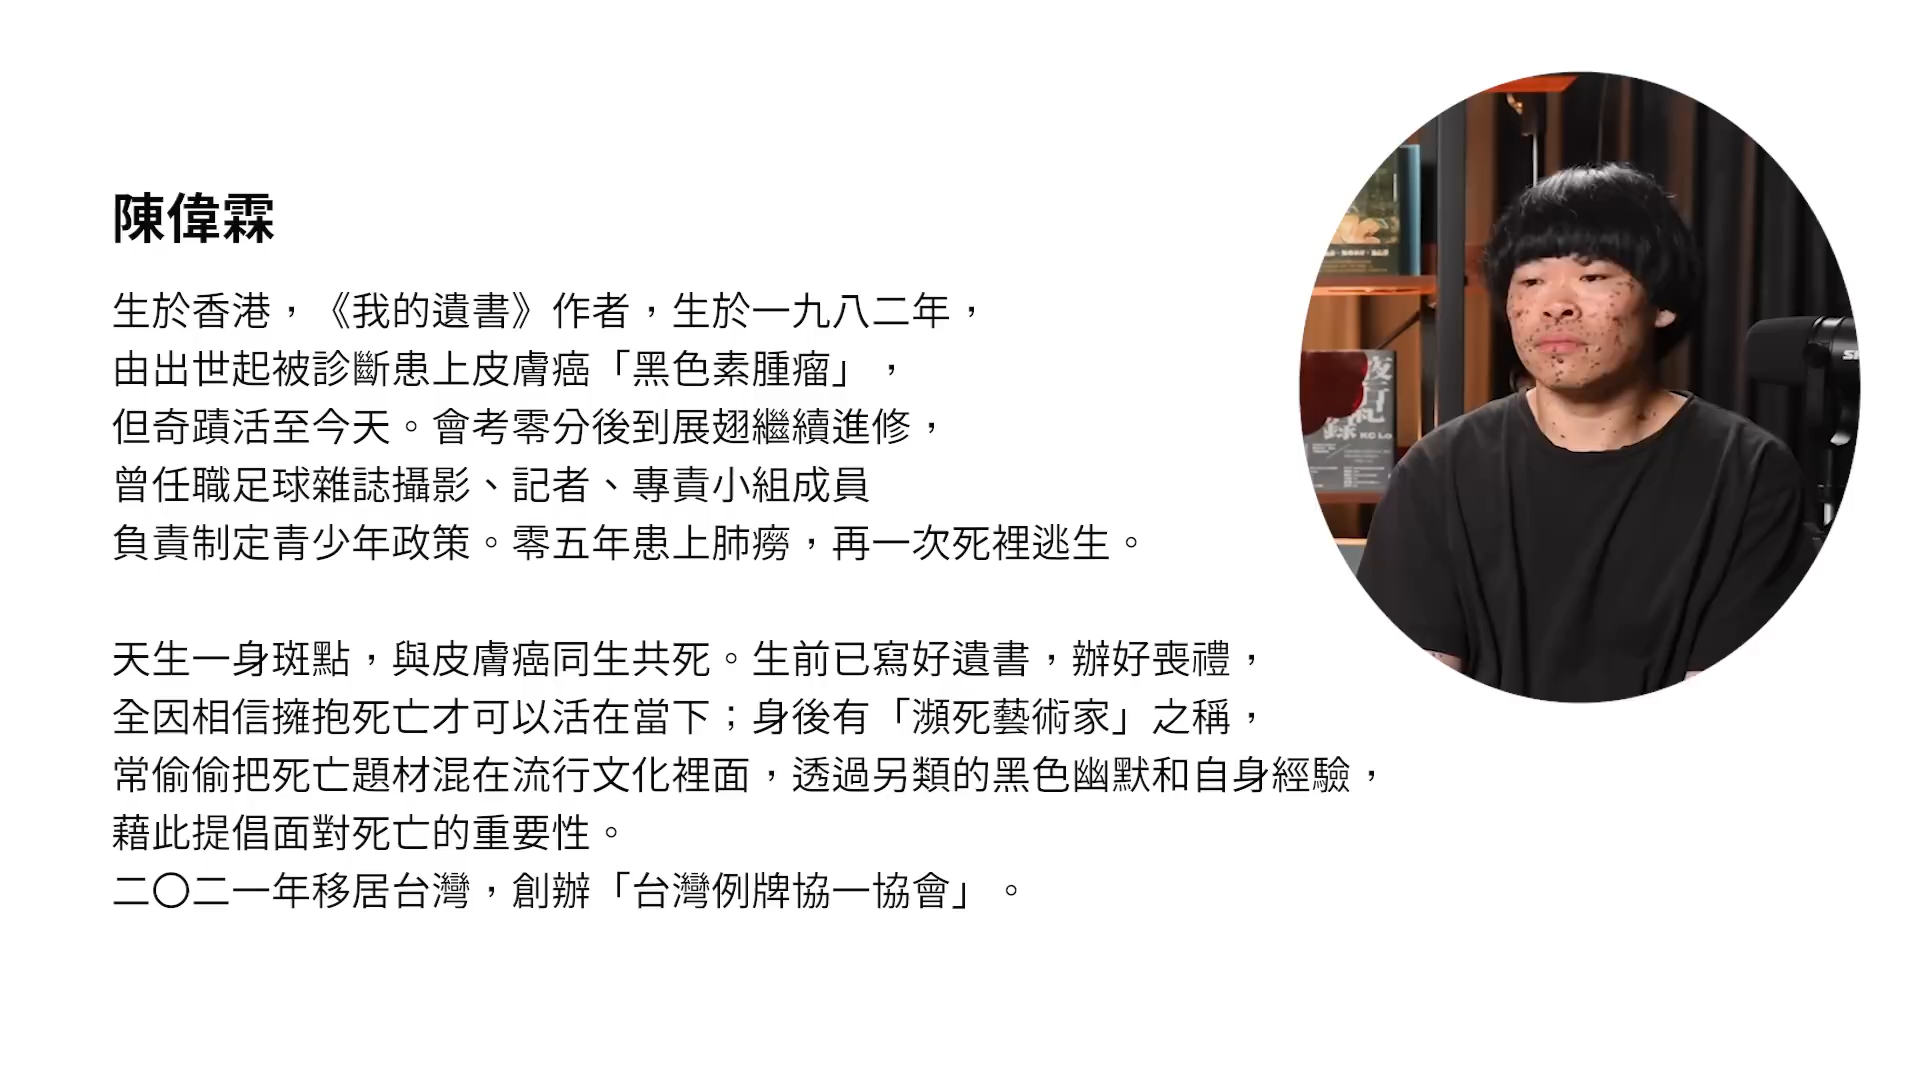 陳偉霖
生於香港，《我的遺書》作者，生於一九八二年，
由出世起被診斷患上皮膚癌「黑色素腫瘤」，
但奇蹟活至今天。會考零分後到展翅繼續進修，
曾任職足球雜誌攝影、記者、專責小組成員
負責制定青少年政策。零五年患上肺癆，再一次死裡逃生。
天生一身斑點，與皮膚癌同生共死。生前已寫好遺書，辦好喪禮，
全因相信擁抱死亡才可以活在當下；身後有「瀕死藝術家」之稱，
常偷偷把死亡題材混在流行文化裡面，透過另類的黑色幽默和自身經驗，
藉此提倡面對死亡的重要性。
二〇二一年移居台灣，創辦「台灣例牌協一協會」。
KC LO